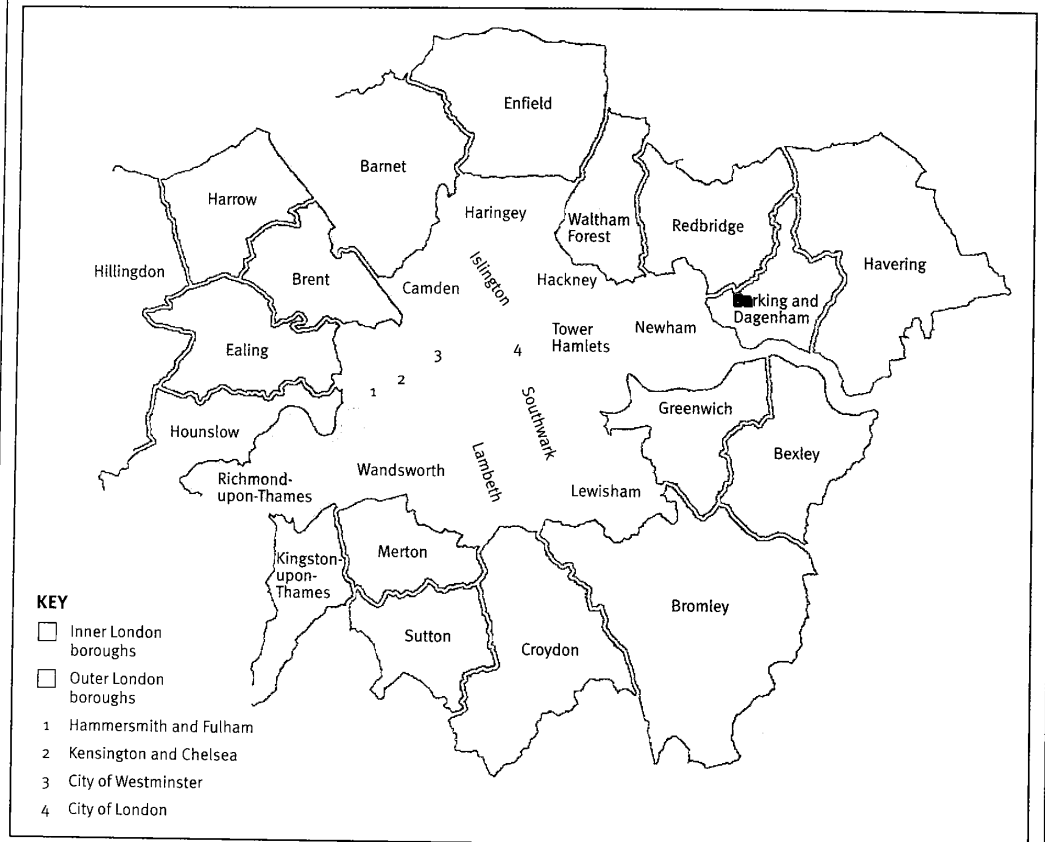 Enfield
Barnet
Harrow
Haringey
Waltham
Forest
Redbridge
Hillingdon
Brent
Camden
Islington
Hackney
Havering
Barking and
Dagenham
Ealing
Tower
Hamlets
Newham
3
4
1
2
Greenwich
Hounslow
Southwark
Bexley
Richmond-
upon-Thames
Wandsworth
Lambeth
Lewisham
Kingston-
upon-
Thames
Merton
Bromley
Sutton
Croydon
KEY
Inner London
boroughs
Outer London
boroughs
1 Hammersmith and Fulham
2 Kensington and Chelsea
3 City of Westminster
4 City of London